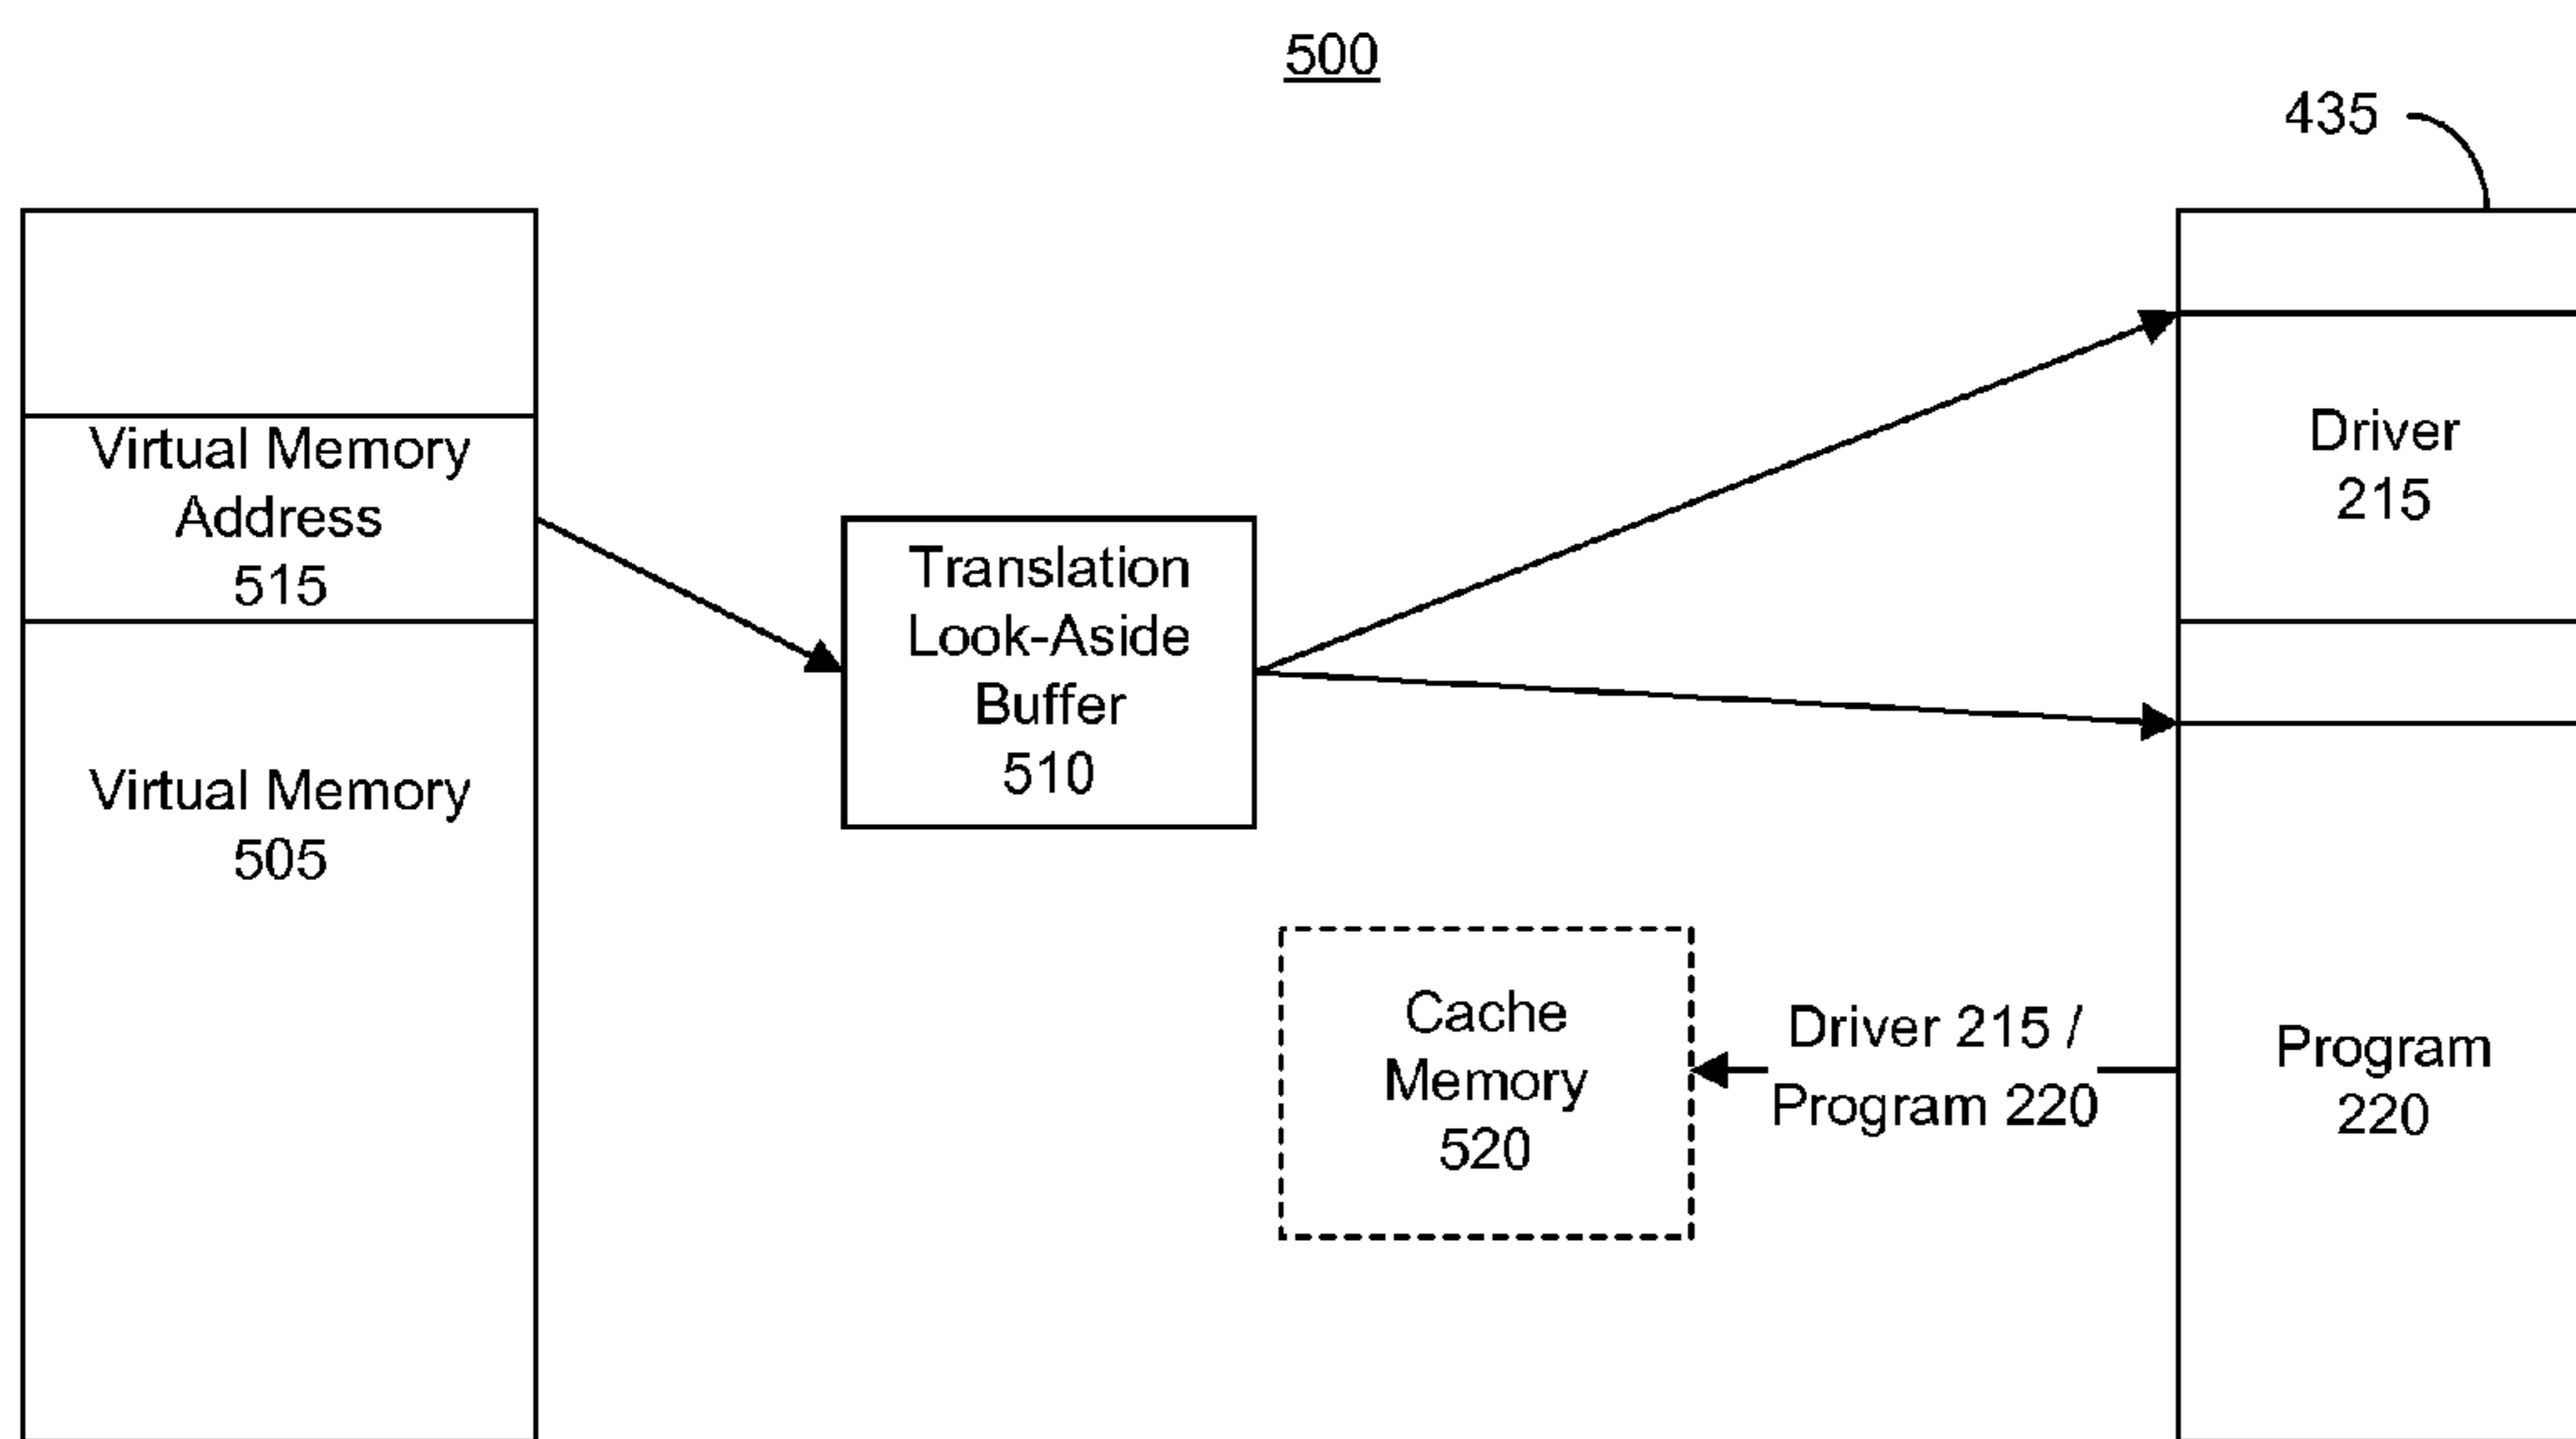 500
435
Virtual Memory
Address
515
Virtual Memory
505
Translation
Look-Aside
Buffer
510
Driver
215
Cache
Memory
520
Driver 215 /
Program 220
Program
220